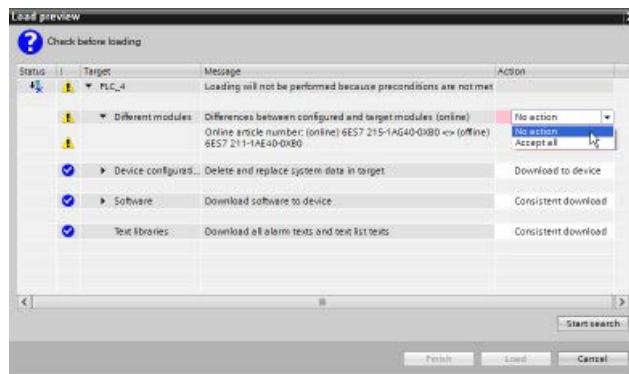 Load preview
Check before loading
Status ! Target Message Action
PLC_4 Loading will not be performed because preconditions are not met
Different modules Differences between configured and target modules (online) No action
Online article number: (online) 6ES7 215-1AG40-0XB0 <> (offline) No action
6ES7 211-1AE40-0XB0 Accept all
Device configurati... Delete and replace system data in target Download to device
Software Download software to device Consistent download
Text libraries Download all alarm texts and text list texts Consistent download
Start search
Finish Load Cancel